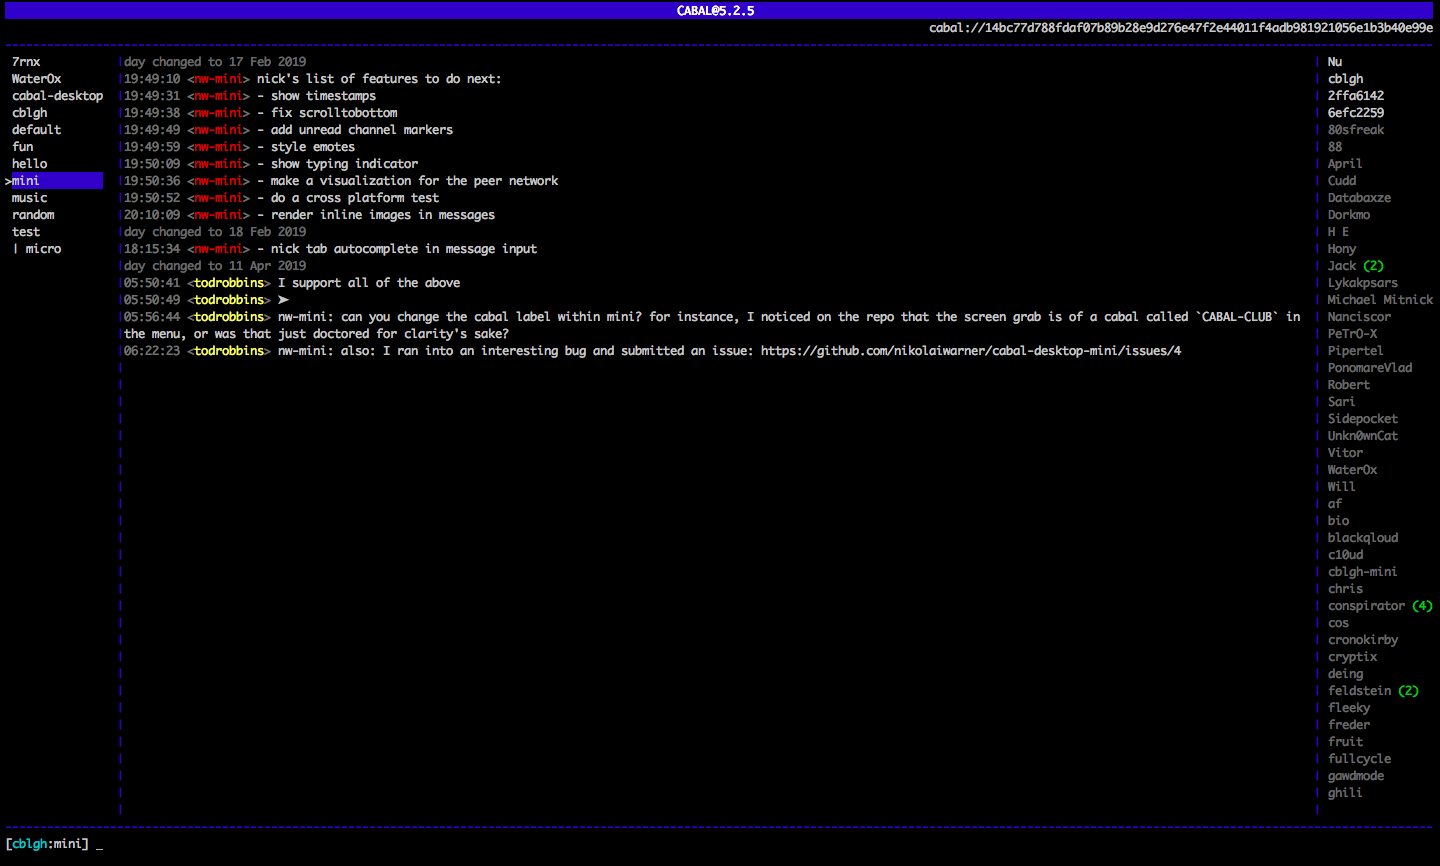 CABAL@5.2.5
cabal://14bc77d788fdaf07b89b28e9d276e47f2e44011f4adb981921056e1b3b40e99e
7rnx
WaterOx
cabal-desktop
cblgh
default
fun
hello
>mini
music
random
test
| micro
day changed to 17 Feb 2019
19:49:10 <nw-mini> nick's list of features to do next:
19:49:31 <nw-mini> - show timestamps
19:49:38 <nw-mini> - fix scrolltobottom
19:49:49 <nw-mini> - add unread channel markers
19:49:59 <nw-mini> - style emotes
19:50:09 <nw-mini> - show typing indicator
19:50:36 <nw-mini> - make a visualization for the peer network
19:50:52 <nw-mini> - do a cross platform test
20:10:09 <nw-mini> - render inline images in messages
day changed to 18 Feb 2019
18:15:34 <nw-mini> - nick tab autocomplete in message input
day changed to 11 Apr 2019
05:50:41 <todrobbins> I support all of the above
05:50:49 <todrobbins> ➤
05:56:44 <todrobbins> nw-mini: can you change the cabal label within mini? for instance, I noticed on the repo that the screen grab is of a cabal called `CABAL-CLUB` in
the menu, or was that just doctored for clarity's sake?
06:22:23 <todrobbins> nw-mini: also: I ran into an interesting bug and submitted an issue: https://github.com/nikolaiwarner/cabal-desktop-mini/issues/4
Nu
cblgh
2ffa6142
6efc2259
80sfreak
88
April
Cudd
Databaxze
Dorkmo
H E
Hony
Jack (2)
Lykakpsars
Michael Mitnick
Nanciscor
PeTrO-X
Pipertel
PonomareVlad
Robert
Sari
Sidepocket
Unkn0wnCat
Vitor
WaterOx
Will
af
bio
blackqloud
c10ud
cblgh-mini
chris
conspirator (4)
cos
cronokirby
cryptix
deing
feldstein (2)
fleeky
freder
fruit
fullcycle
gawdmode
ghili
[cblgh:mini] _